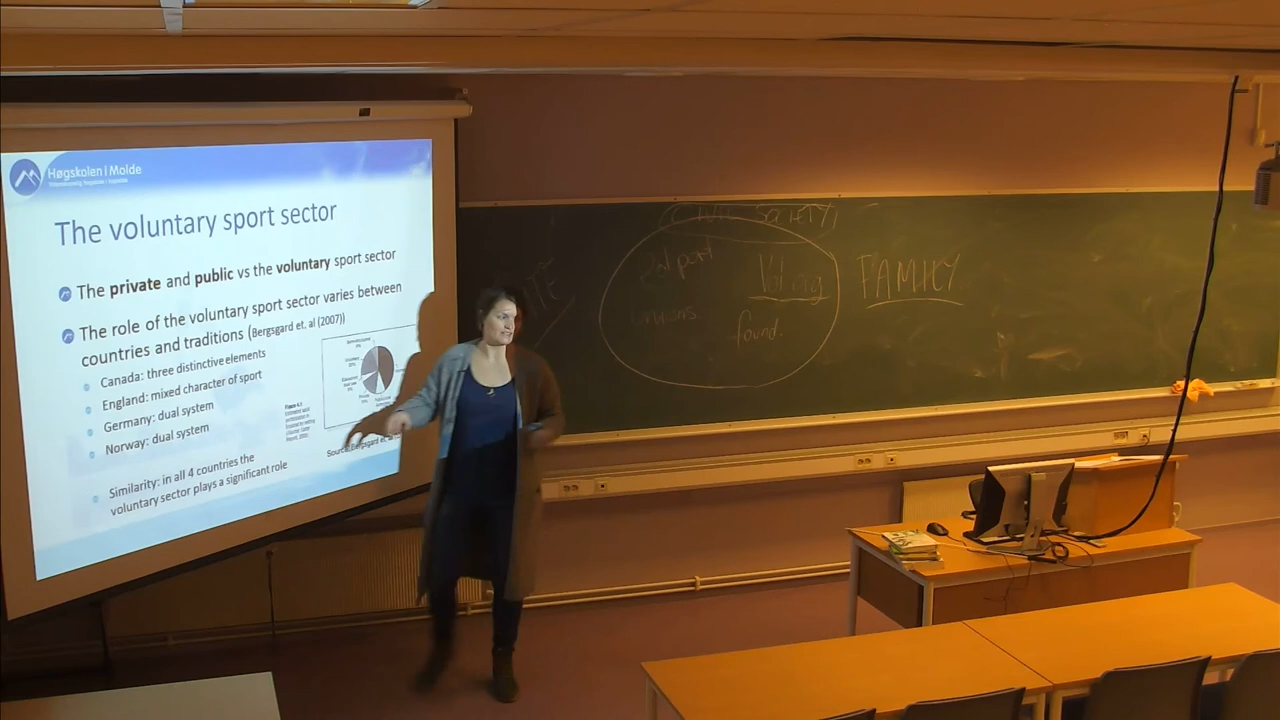 Høgskolen i Molde
The voluntary sport sector
The private and public vs the voluntary sport sector
The role of the voluntary sport sector varies between
countries and traditions (Bergsgard et. al (2007))
Canada: three distinctive elements
England: mixed character of sport
Germany: dual system
Norway: dual system
Similarity: in all 4 countries the
voluntary sector plays a significant role
CIVIL SOCIETY
FAMILY
unions
found.